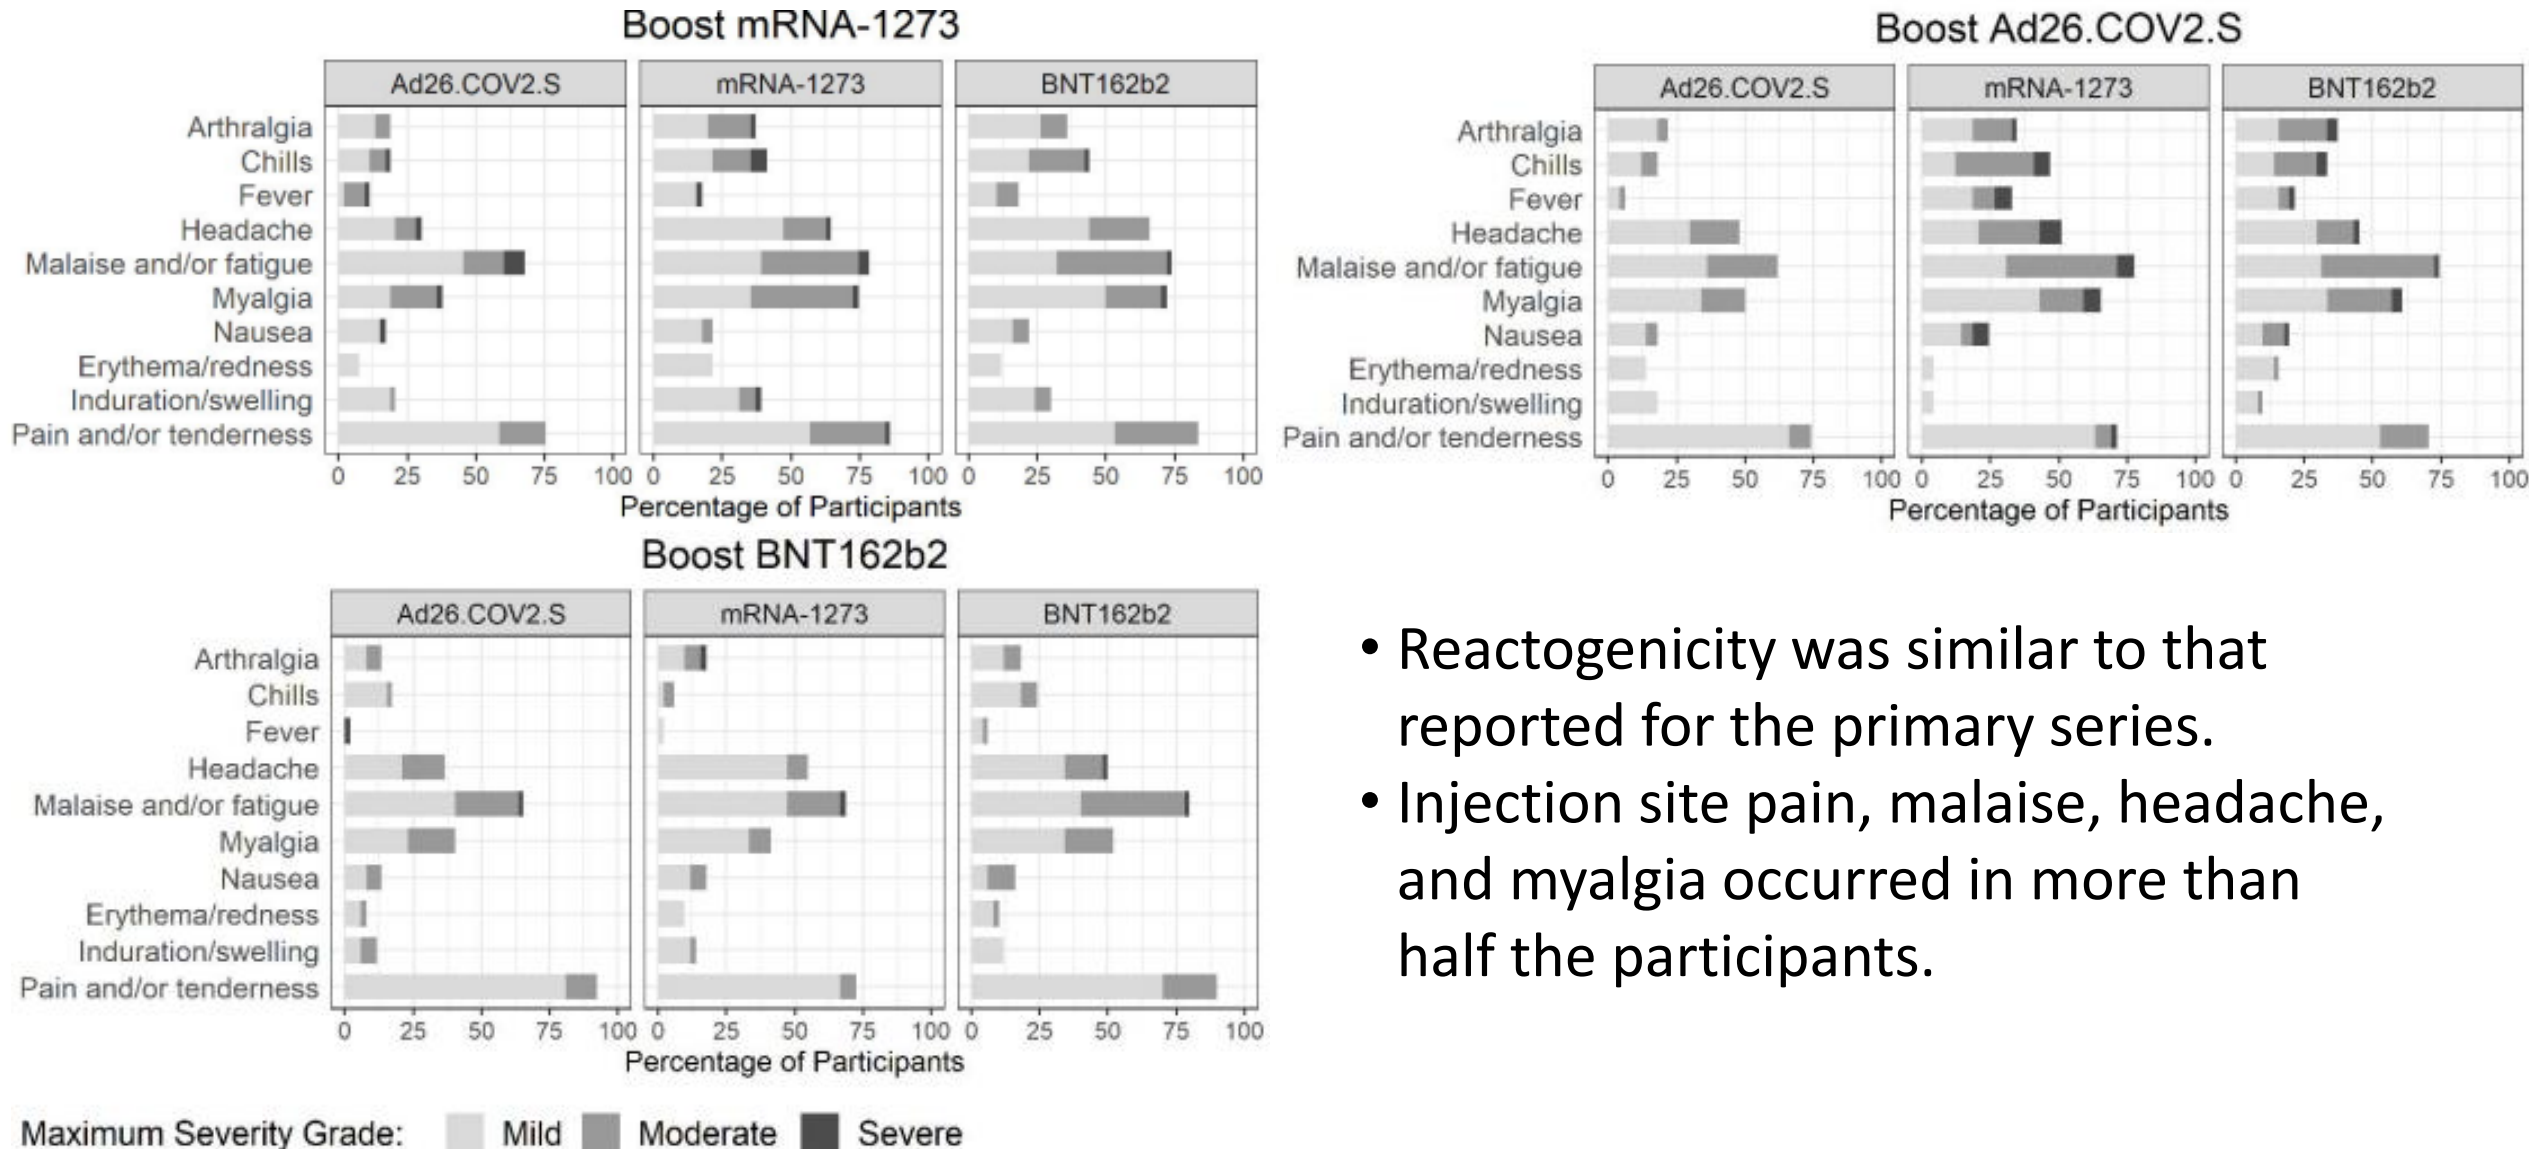 Boost mRNA-1273
Ad26.COV2.S mRNA-1273 BNT162b2
Arthralgia
Chills
Fever
Headache
Malaise and/or fatigue
Myalgia
Nausea
Erythema/redness
Induration/swelling
Pain and/or tenderness
0 25 50 75 100 0 25 50 75 100 0 25 50 75 100
Percentage of Participants
Boost Ad26.COV2.S
Ad26.COV2.S mRNA-1273 BNT162b2
Arthralgia
Chills
Fever
Headache
Malaise and/or fatigue
Myalgia
Nausea
Erythema/redness
Induration/swelling
Pain and/or tenderness
0 25 50 75 100 0 25 50 75 100 0 25 50 75 100
Percentage of Participants
Boost BNT162b2
Ad26.COV2.S mRNA-1273 BNT162b2
Arthralgia
Chills
Fever
Headache
Malaise and/or fatigue
Myalgia
Nausea
Erythema/redness
Induration/swelling
Pain and/or tenderness
0 25 50 75 100 0 25 50 75 100 0 25 50 75 100
Percentage of Participants
Maximum Severity Grade: Mild Moderate Severe
• Reactogenicity was similar to that
reported for the primary series.
• Injection site pain, malaise, headache,
and myalgia occurred in more than
half the participants.